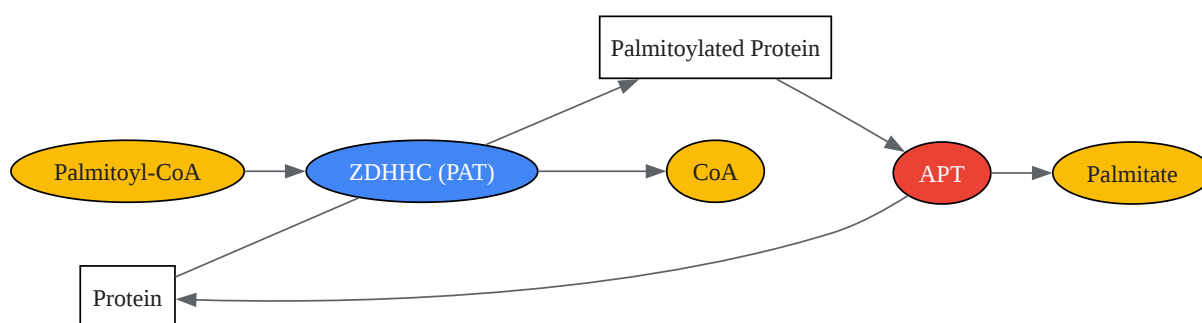 Palmitoylated Protein
Palmitoyl-CoA
ZDHHC (PAT)
CoA
APT
Palmitate
Protein